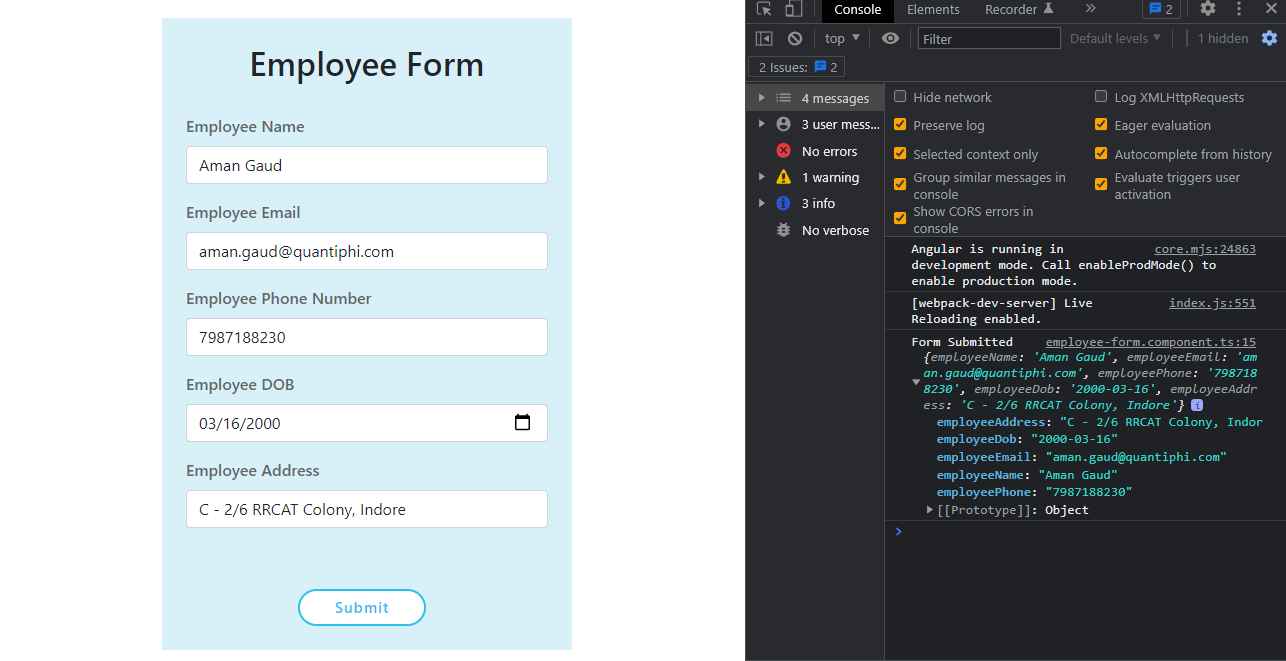 Employee Form
Employee Name
Aman Gaud
Employee Email
aman.gaud@quantiphi.com
Employee Phone Number
7987188230
Employee DOB
03/16/2000
Employee Address
C - 2/6 RRCAT Colony, Indore
Submit
Console Elements Recorder 2
top Filter Default levels 1 hidden
2 Issues: 2
4 messages
3 user mess...
No errors
1 warning
3 info
No verbose
Hide network Log XMLHttpRequests
Preserve log Eager evaluation
Selected context only Autocomplete from history
Group similar messages in Evaluate triggers user
console activation
Show CORS errors in
console
Angular is running in core.mjs:24863
development mode. Call enableProdMode() to
enable production mode.
[webpack-dev-server] Live index.js:551
Reloading enabled.
Form Submitted employee-form.component.ts:15
{employeeName: 'Aman Gaud', employeeEmail: 'am
an.gaud@quantiphi.com', employeePhone: '798718
8230', employeeDob: '2000-03-16', employeeAddr
ess: 'C - 2/6 RRCAT Colony, Indore'} i
employeeAddress: "C - 2/6 RRCAT Colony, Indor
employeeDob: "2000-03-16"
employeeEmail: "aman.gaud@quantiphi.com"
employeeName: "Aman Gaud"
employeePhone: "7987188230"
[[Prototype]]: Object